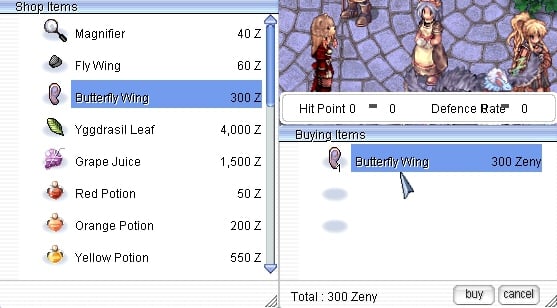 Shop Items
Magnifier 40 Z
Fly Wing 60 Z
Butterfly Wing 300 Z
Yggdrasil Leaf 4,000 Z
Grape Juice 1,500 Z
Red Potion 50 Z
Orange Potion 200 Z
Yellow Potion 550 Z
Hit Point 0 = 0 Defence Rate = 0
Buying Items
1 Butterfly Wing 300 Zeny
Total : 300 Zeny
buy cancel